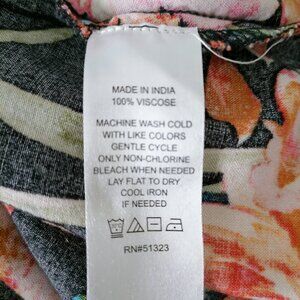 MADE IN INDIA
100% VISCOSE
MACHINE WASH COLD
WITH LIKE COLORS
GENTLE CYCLE
ONLY NON-CHLORINE
BLEACH WHEN NEEDED
LAY FLAT TO DRY
COOL IRON
IF NEEDED
RN#51323